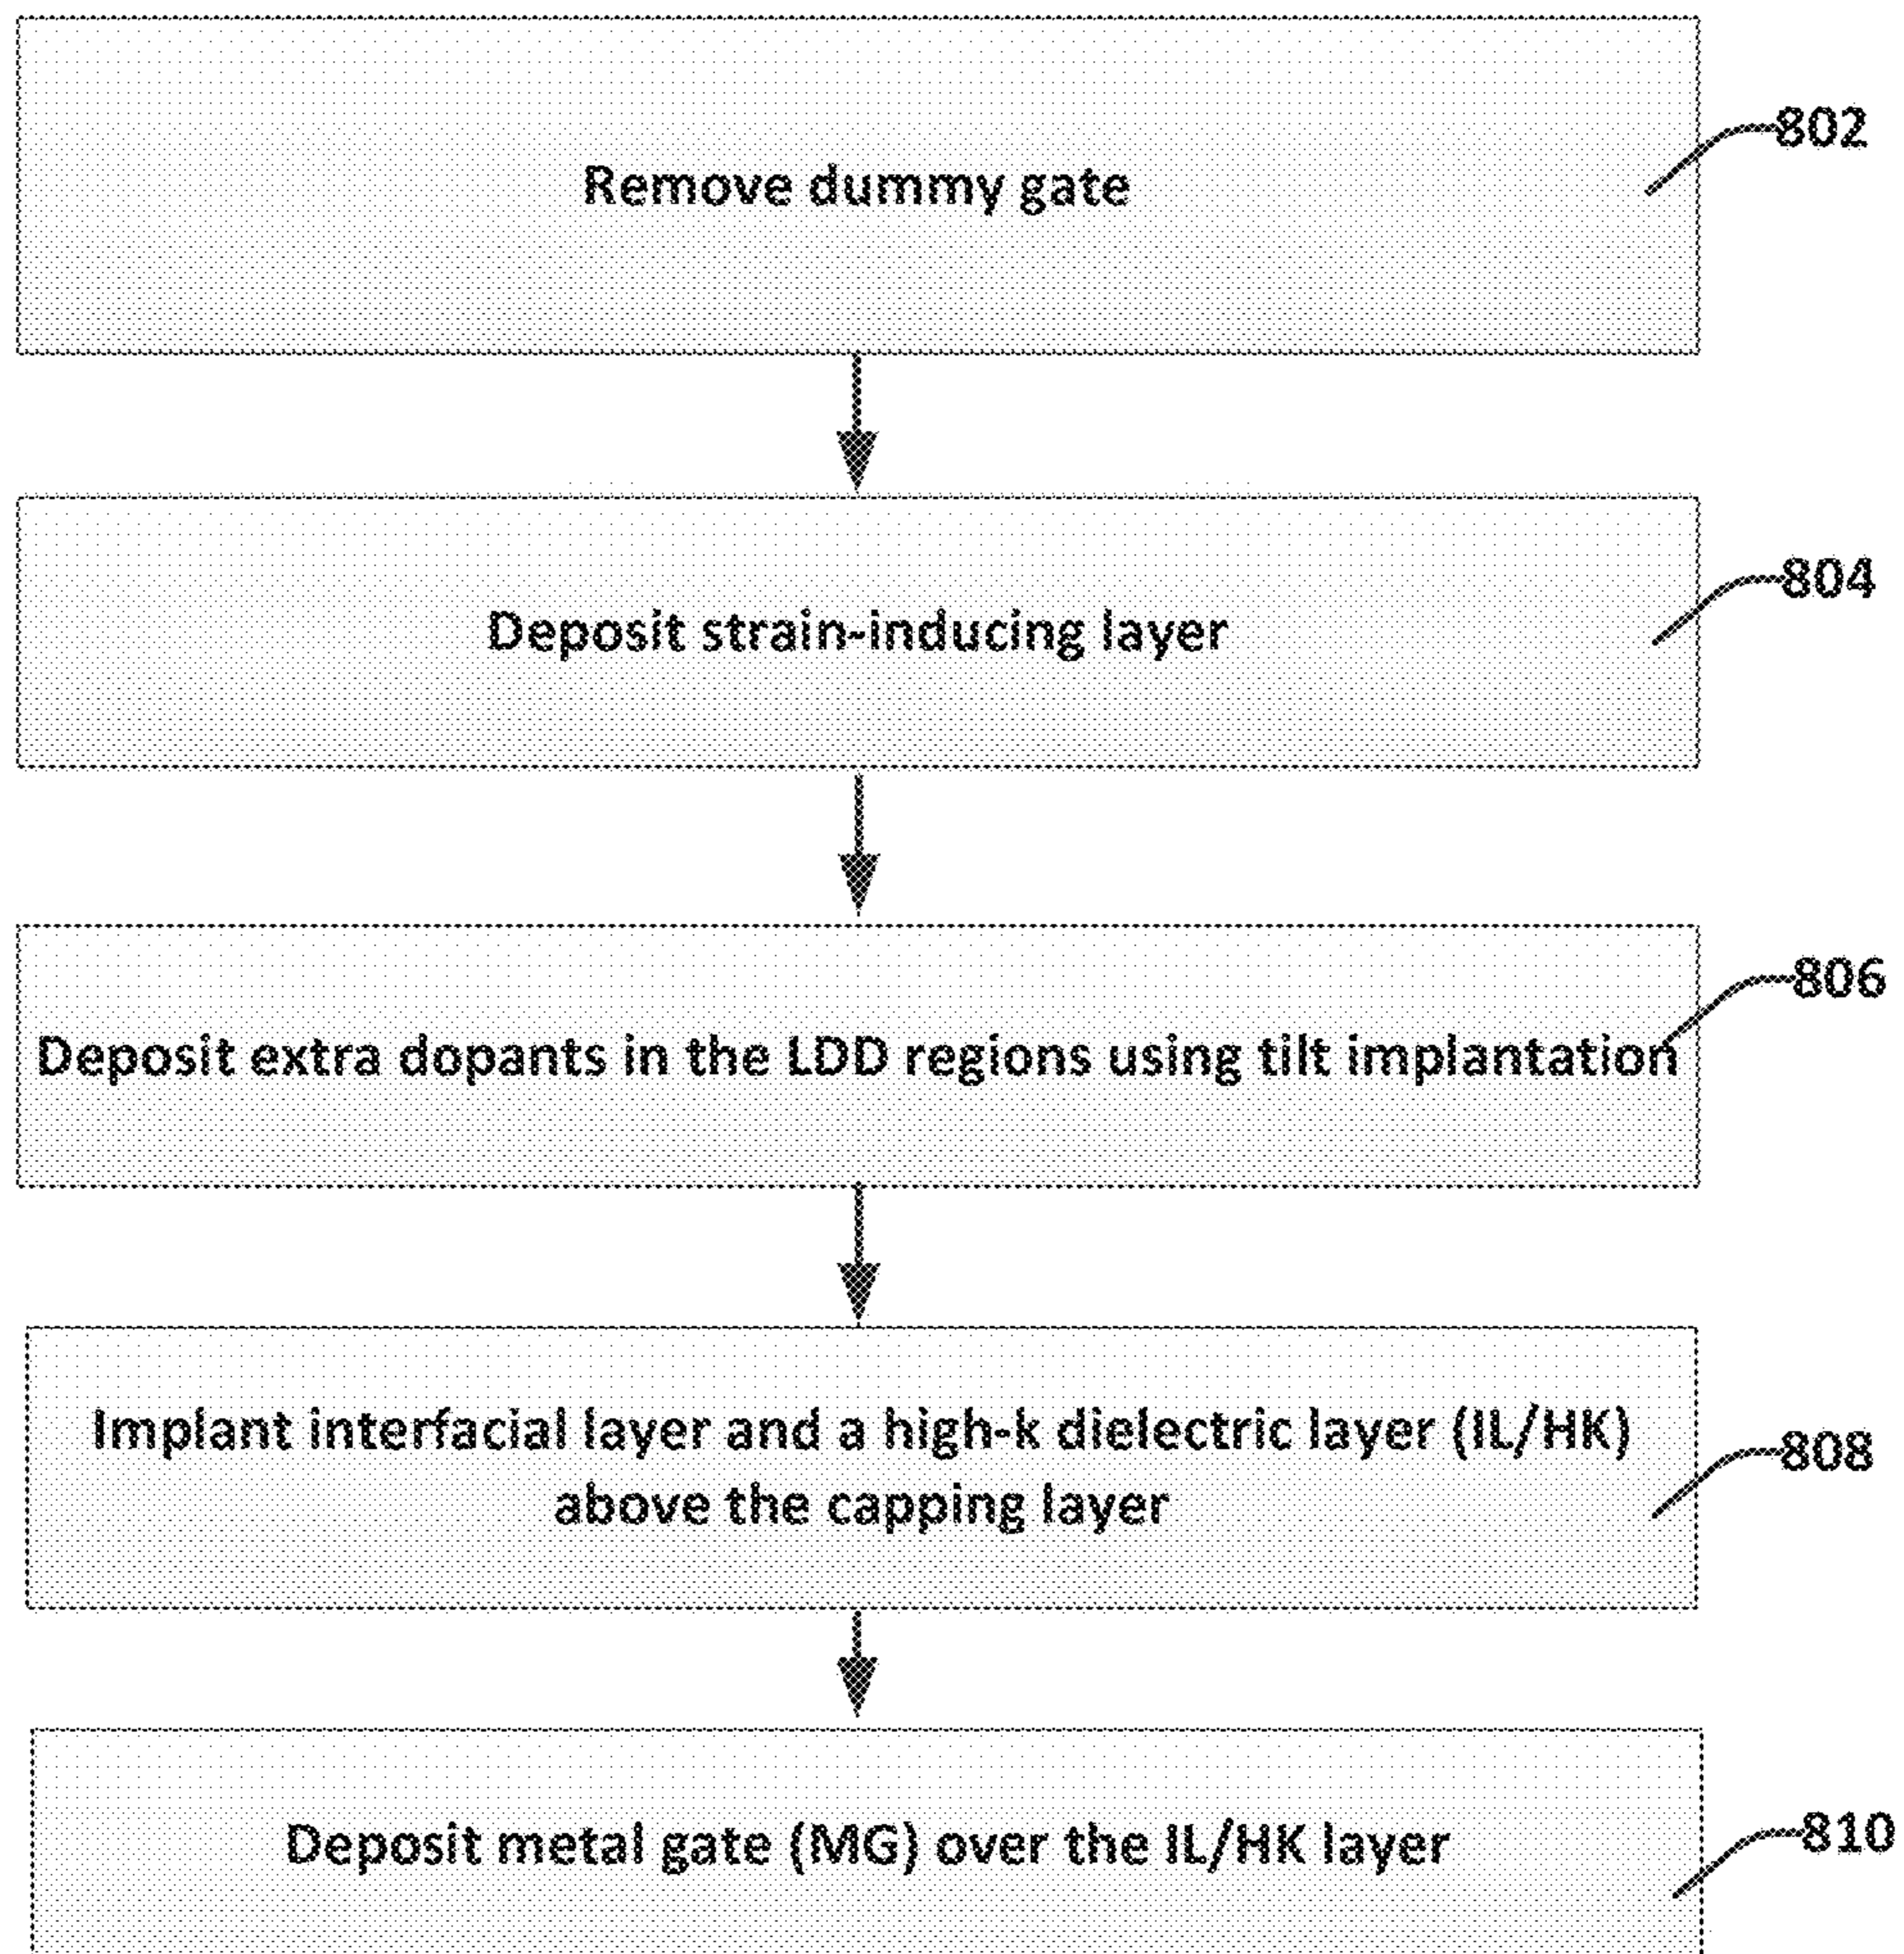 Remove dummy gate
802
Deposit strain-inducing layer
804
Deposit extra dopants in the LDD regions using tilt implantation
806
Implant interfacial layer and a high-k dielectric layer (IL/HK)
above the capping layer
808
Deposit metal gate (MG) over the IL/HK layer
810